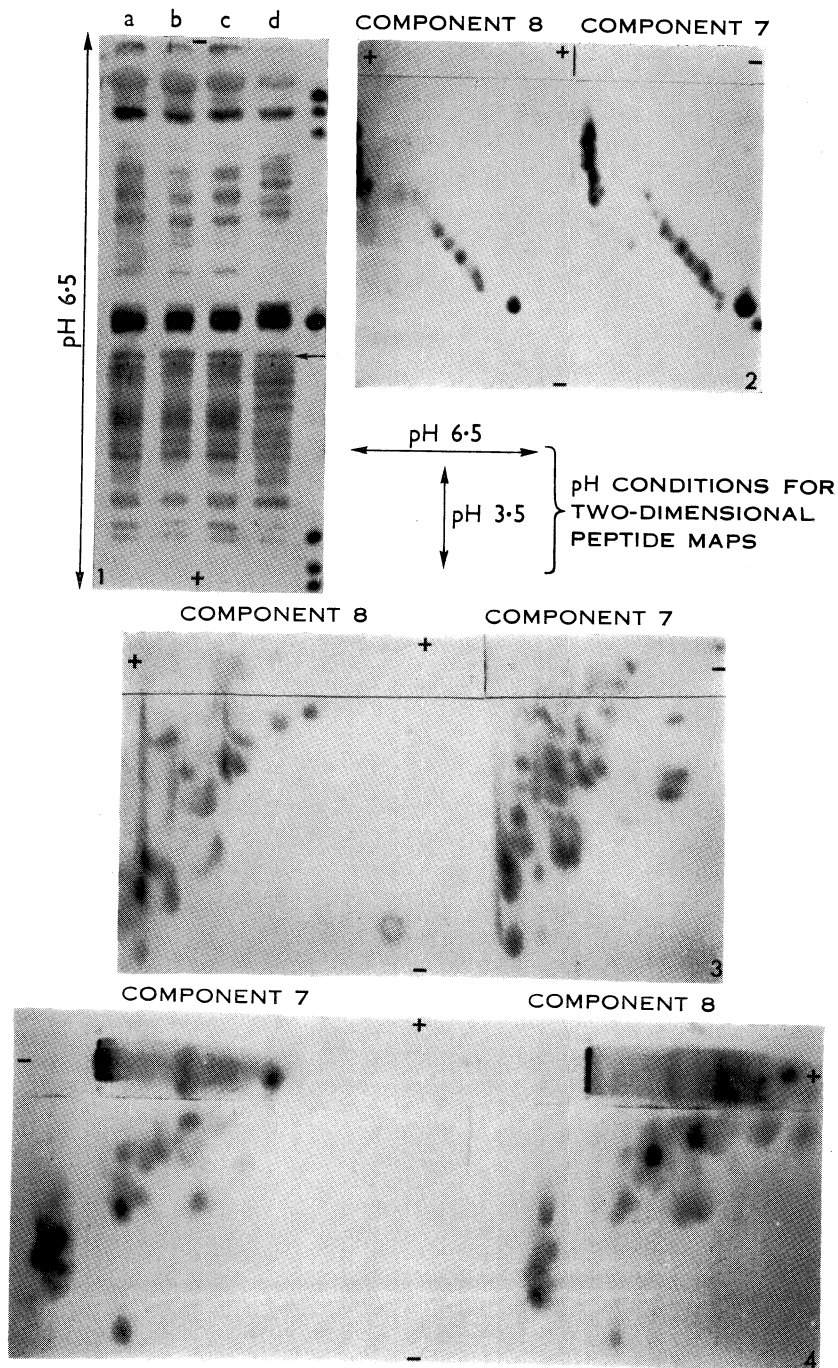 a b c d
COMPONENT 8 COMPONENT 7
−
+ + −
pH 6·5
1 +
− 2
pH 6·5
pH 3·5
pH CONDITIONS FOR
TWO-DIMENSIONAL
PEPTIDE MAPS
COMPONENT 8 COMPONENT 7
+ + −
− 3
COMPONENT 7 COMPONENT 8
− + +
− 4